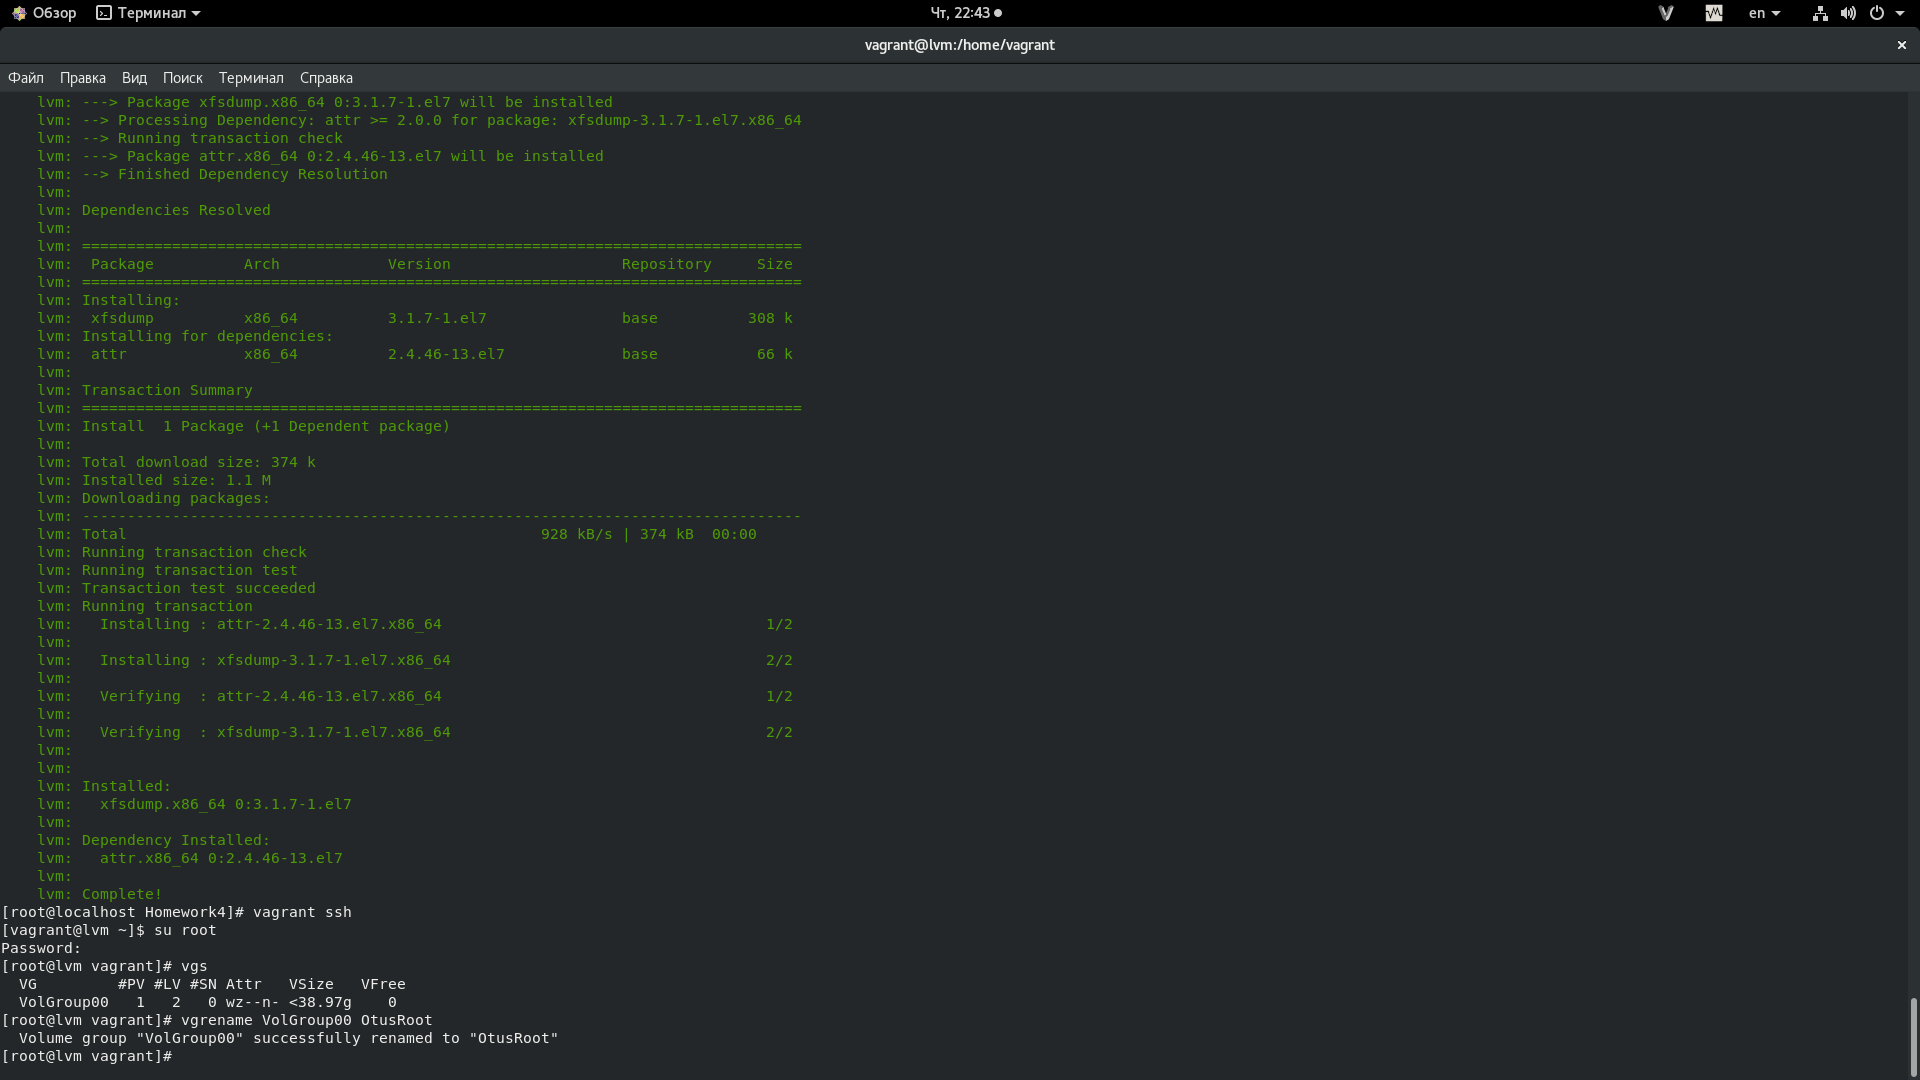 Обзор Терминал Чт, 22:43 en
vagrant@lvm:/home/vagrant
Файл Правка Вид Поиск Терминал Справка
lvm: ---> Package xfsdump.x86_64 0:3.1.7-1.el7 will be installed
lvm: --> Processing Dependency: attr >= 2.0.0 for package: xfsdump-3.1.7-1.el7.x86_64
lvm: --> Running transaction check
lvm: ---> Package attr.x86_64 0:2.4.46-13.el7 will be installed
lvm: --> Finished Dependency Resolution
lvm:
lvm: Dependencies Resolved
lvm:
lvm: ================================================================================
lvm:  Package          Arch            Version                   Repository     Size
lvm: ================================================================================
lvm: Installing:
lvm:  xfsdump          x86_64          3.1.7-1.el7               base          308 k
lvm: Installing for dependencies:
lvm:  attr             x86_64          2.4.46-13.el7             base           66 k
lvm:
lvm: Transaction Summary
lvm: ================================================================================
lvm: Install  1 Package (+1 Dependent package)
lvm:
lvm: Total download size: 374 k
lvm: Installed size: 1.1 M
lvm: Downloading packages:
lvm: --------------------------------------------------------------------------------
lvm: Total                                              928 kB/s | 374 kB  00:00
lvm: Running transaction check
lvm: Running transaction test
lvm: Transaction test succeeded
lvm: Running transaction
lvm:   Installing : attr-2.4.46-13.el7.x86_64                                    1/2
lvm:
lvm:   Installing : xfsdump-3.1.7-1.el7.x86_64                                   2/2
lvm:
lvm:   Verifying  : attr-2.4.46-13.el7.x86_64                                    1/2
lvm:
lvm:   Verifying  : xfsdump-3.1.7-1.el7.x86_64                                   2/2
lvm:
lvm:
lvm: Installed:
lvm:   xfsdump.x86_64 0:3.1.7-1.el7
lvm:
lvm: Dependency Installed:
lvm:   attr.x86_64 0:2.4.46-13.el7
lvm:
lvm: Complete!
[root@localhost Homework4]# vagrant ssh
[vagrant@lvm ~]$ su root
Password:
[root@lvm vagrant]# vgs
  VG         #PV #LV #SN Attr   VSize   VFree
  VolGroup00   1   2   0 wz--n- <38.97g    0
[root@lvm vagrant]# vgrename VolGroup00 OtusRoot
  Volume group "VolGroup00" successfully renamed to "OtusRoot"
[root@lvm vagrant]#